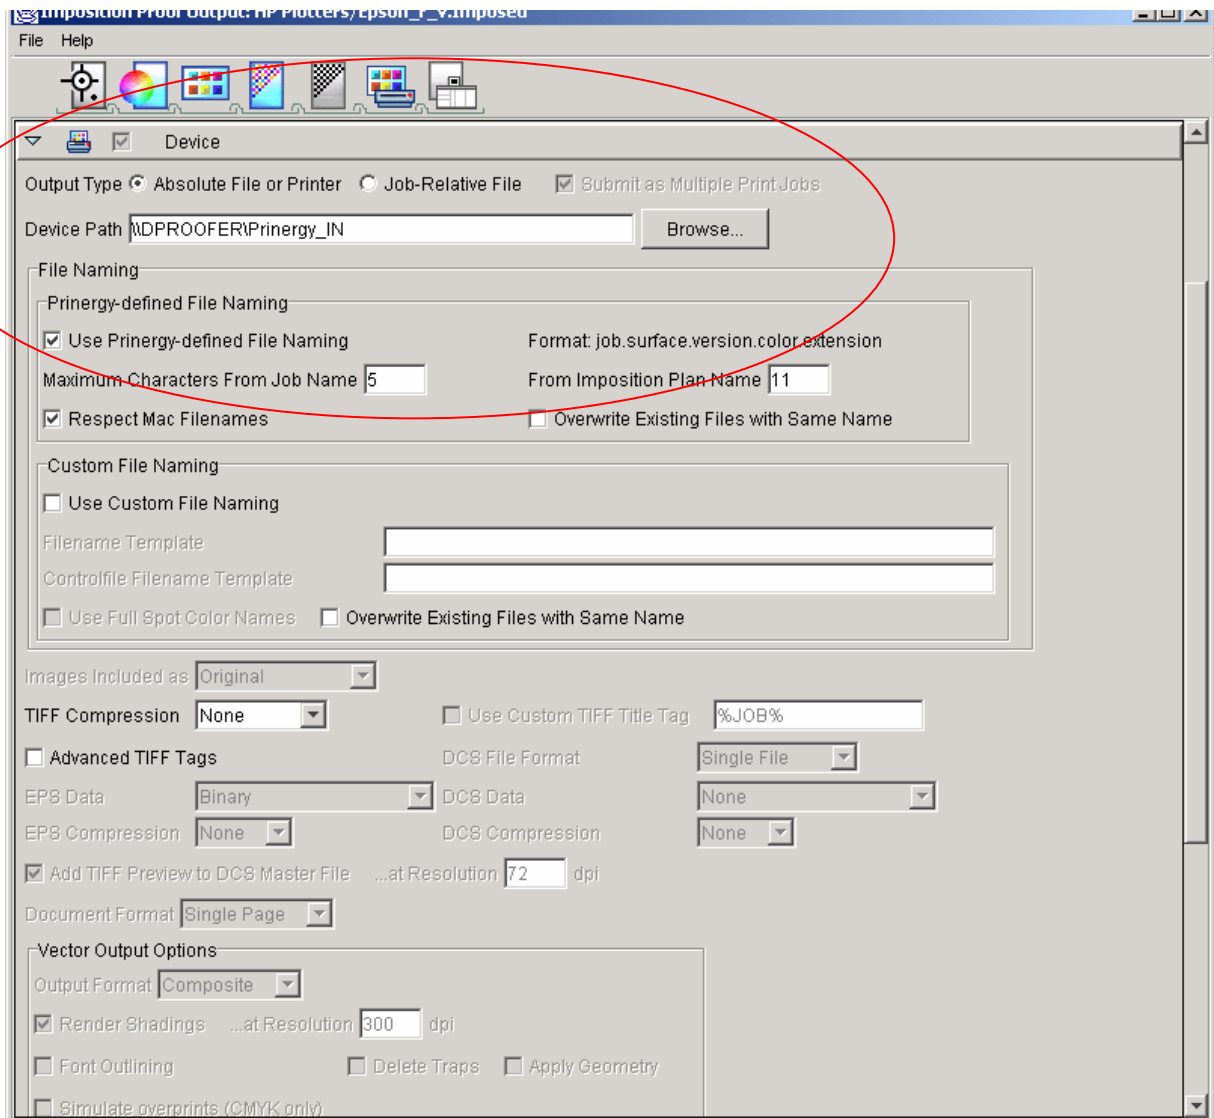 Imposition Proof Output: HP Plotters/Epson_r_v.Imposed
File Help
Device
Output Type Absolute File or Printer Job-Relative File Submit as Multiple Print Jobs
Device Path \\DPROOFER\Prinergy_IN Browse...
File Naming
Prinergy-defined File Naming
Use Prinergy-defined File Naming Format: job.surface.version.color.extension
Maximum Characters From Job Name 5 From Imposition Plan Name 11
Respect Mac Filenames Overwrite Existing Files with Same Name
Custom File Naming
Use Custom File Naming
Filename Template
Controlfile Filename Template
Use Full Spot Color Names Overwrite Existing Files with Same Name
Images Included as Original
TIFF Compression None Use Custom TIFF Title Tag %JOB%
Advanced TIFF Tags DCS File Format Single File
EPS Data Binary DCS Data None
EPS Compression None DCS Compression None
Add TIFF Preview to DCS Master File ...at Resolution 72 dpi
Document Format Single Page
Vector Output Options
Output Format Composite
Render Shadings ...at Resolution 300 dpi
Font Outlining Delete Traps Apply Geometry
Simulate overprints (CMYK only)